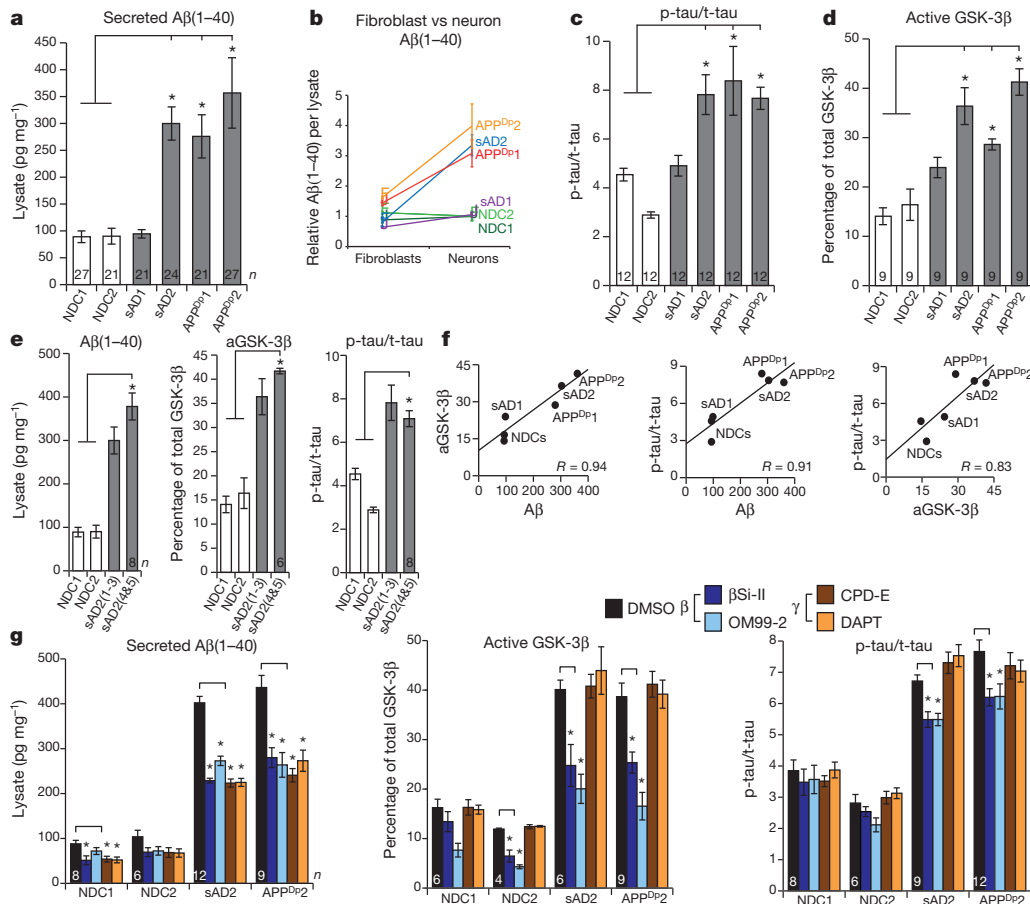 a
Secreted Aβ(1–40)
Lysate (pg mg⁻¹)
450
400
350
300
250
200
150
100
50
0
*
*
*
27
21
21
24
21
27
n
NDC1
NDC2
sAD1
sAD2
APPᴰᵖ1
APPᴰᵖ2
b
Fibroblast vs neuron
Aβ(1–40)
Relative Aβ(1–40) per lysate
5
4
3
2
1
0
APPᴰᵖ2
sAD2
APPᴰᵖ1
sAD1
NDC2
NDC1
Fibroblasts
Neurons
c
p-tau/t-tau
p-tau/t-tau
10
8
6
4
2
0
*
*
*
12
12
12
12
12
12
NDC1
NDC2
sAD1
sAD2
APPᴰᵖ1
APPᴰᵖ2
d
Active GSK-3β
Percentage of total GSK-3β
50
40
30
20
10
0
*
*
*
9
9
9
9
9
9
NDC1
NDC2
sAD1
sAD2
APPᴰᵖ1
APPᴰᵖ2
e
Aβ(1–40)
Lysate (pg mg⁻¹)
500
400
300
200
100
0
*
8
n
NDC1
NDC2
sAD2(1-3)
sAD2(4&5)
aGSK-3β
Percentage of total GSK-3β
45
40
35
30
25
20
15
10
5
0
*
6
NDC1
NDC2
sAD2(1-3)
sAD2(4&5)
p-tau/t-tau
p-tau/t-tau
10
8
6
4
2
0
*
8
NDC1
NDC2
sAD2(1-3)
sAD2(4&5)
f
aGSK-3β
45
30
15
0
APPᴰᵖ2
sAD2
sAD1
APPᴰᵖ1
NDCs
R = 0.94
0 100 200 300 400
Aβ
p-tau/t-tau
9
6
3
0
APPᴰᵖ1
APPᴰᵖ2
sAD2
sAD1
NDCs
R = 0.91
0 100 200 300 400
Aβ
p-tau/t-tau
9
6
3
0
APPᴰᵖ1
APPᴰᵖ2
sAD2
sAD1
NDCs
R = 0.83
15 30 45
aGSK-3β
DMSO
β
βSi-II
OM99-2
γ
CPD-E
DAPT
g
Secreted Aβ(1–40)
Lysate (pg mg⁻¹)
500
400
300
200
100
0
* * *
* * * *
* * * *
8
6
12
9
n
NDC1
NDC2
sAD2
APPᴰᵖ2
Active GSK-3β
Percentage of total GSK-3β
50
40
30
20
10
0
* *
* *
* *
6
4
6
9
NDC1
NDC2
sAD2
APPᴰᵖ2
p-tau/t-tau
p-tau/t-tau
8
7
6
5
4
3
2
1
0
* *
* *
8
6
9
12
NDC1
NDC2
sAD2
APPᴰᵖ2